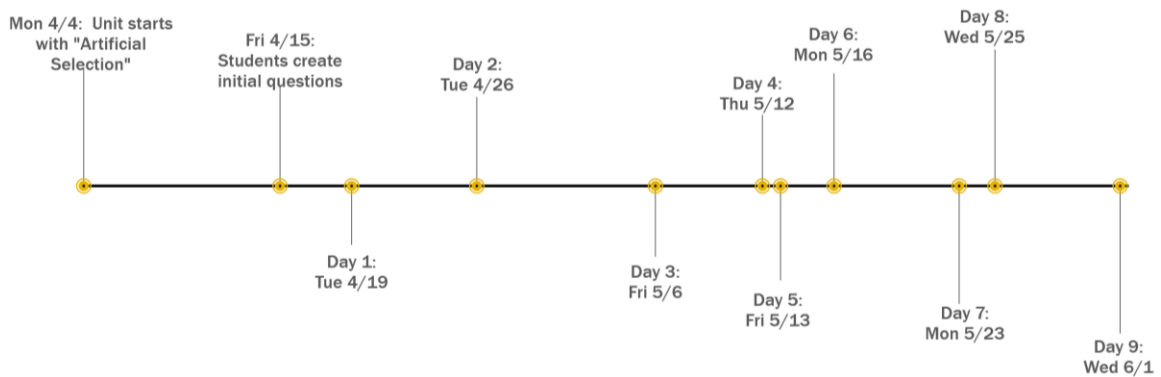 Mon 4/4:  Unit starts
with "Artificial
Selection"
Fri 4/15:
Students create
initial questions
Day 1:
Tue 4/19
Day 2:
Tue 4/26
Day 3:
Fri 5/6
Day 4:
Thu 5/12
Day 5:
Fri 5/13
Day 6:
Mon 5/16
Day 7:
Mon 5/23
Day 8:
Wed 5/25
Day 9:
Wed 6/1